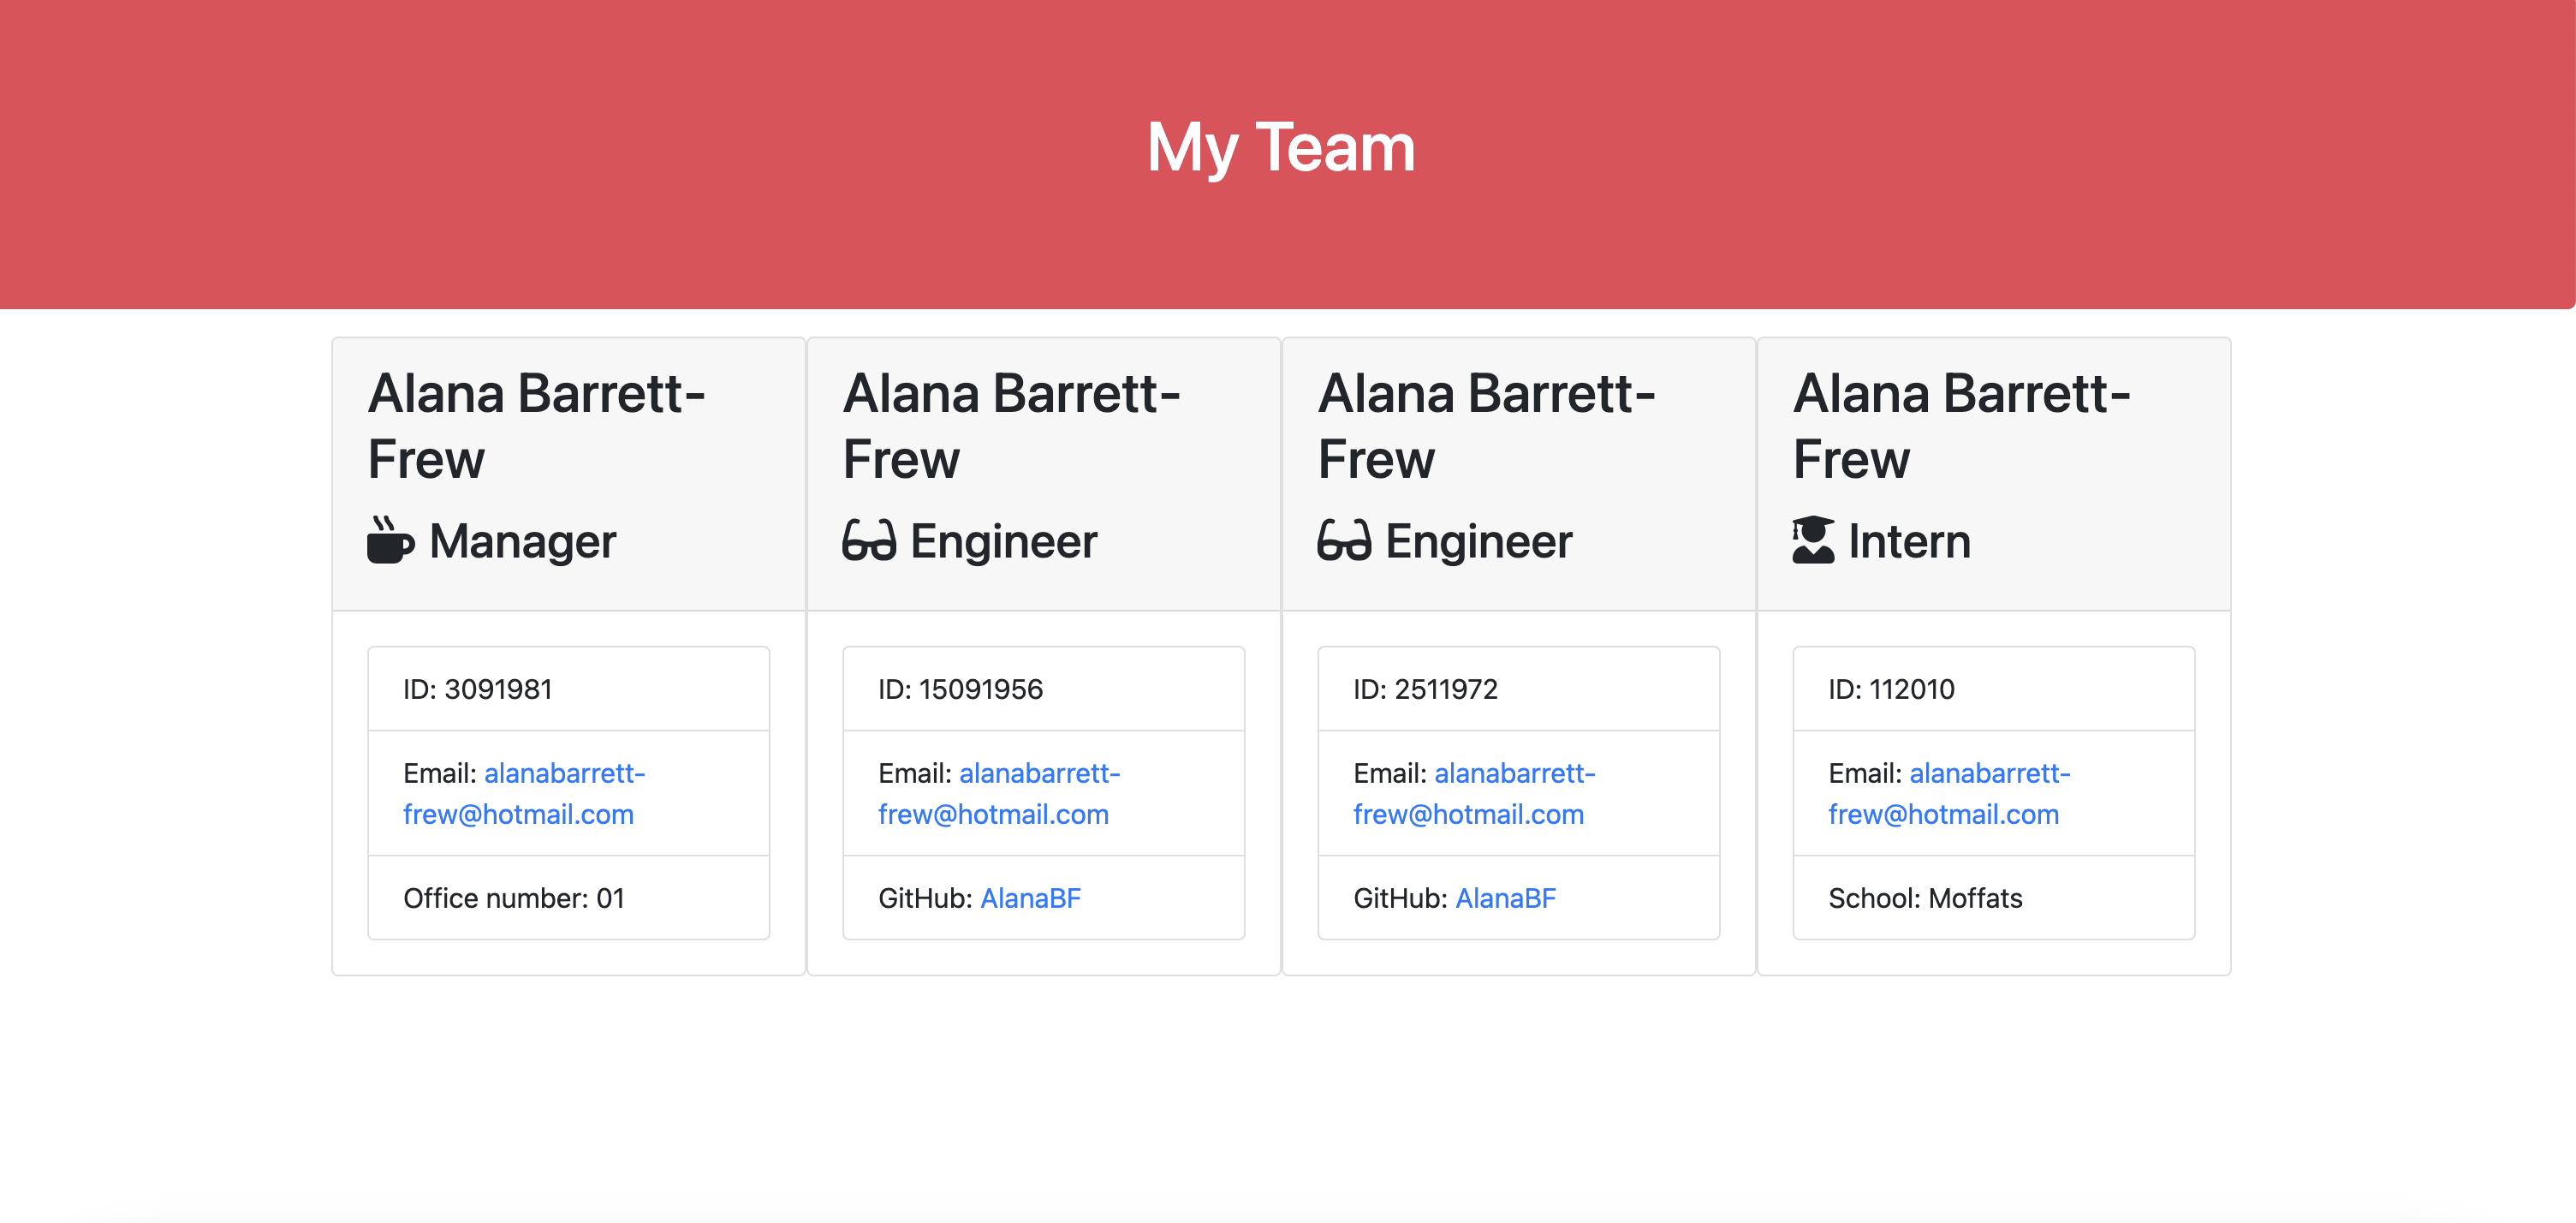 My Team
Alana Barrett-
Frew
Manager
ID: 3091981
Email: alanabarrett-
frew@hotmail.com
Office number: 01
Alana Barrett-
Frew
Engineer
ID: 15091956
Email: alanabarrett-
frew@hotmail.com
GitHub: AlanaBF
Alana Barrett-
Frew
Engineer
ID: 2511972
Email: alanabarrett-
frew@hotmail.com
GitHub: AlanaBF
Alana Barrett-
Frew
Intern
ID: 112010
Email: alanabarrett-
frew@hotmail.com
School: Moffats